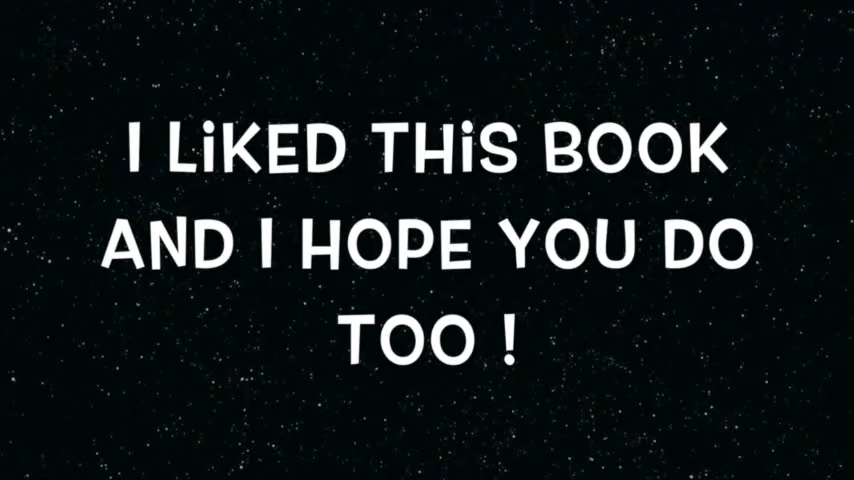 I LiKED THiS BOOK
AND I HOPE YOU DO
TOO !